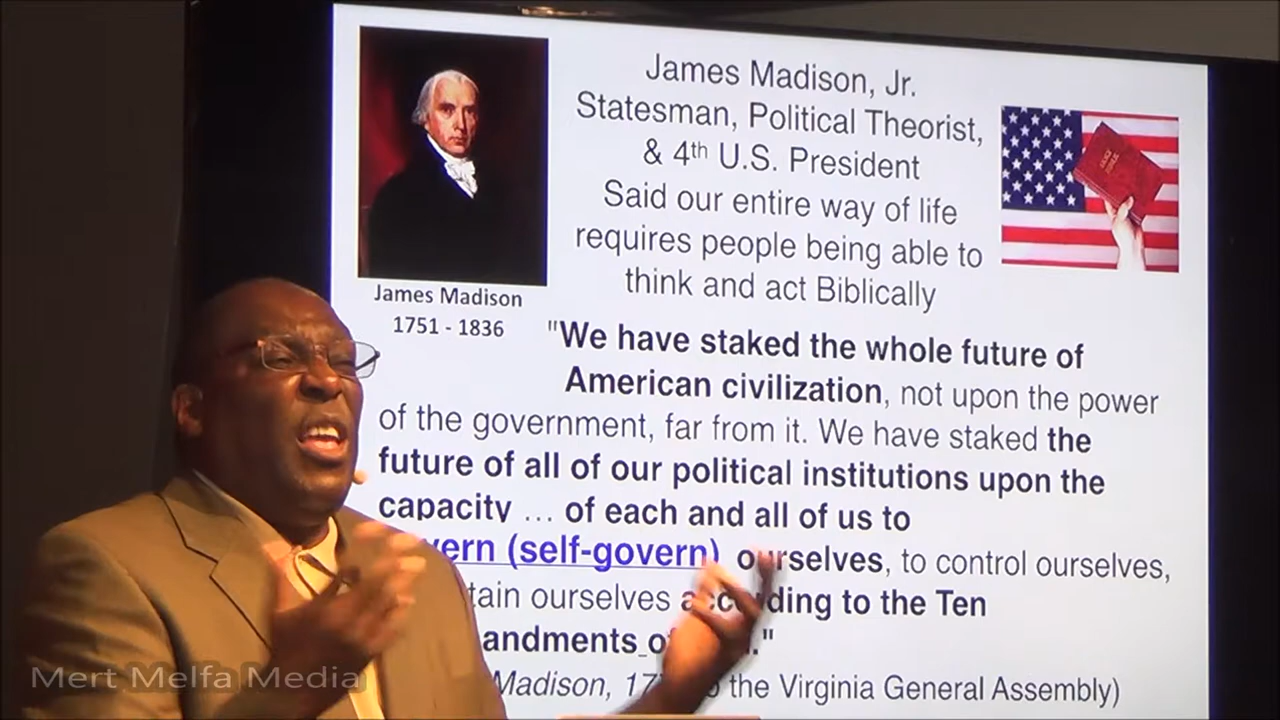 James Madison, Jr.
Statesman, Political Theorist,
& 4th U.S. President
Said our entire way of life
requires people being able to
think and act Biblically
HOLY BIBLE
James Madison
1751 - 1836
"We have staked the whole future of
American civilization, not upon the power
of the government, far from it. We have staked the
future of all of our political institutions upon the
capacity ... of each and all of us to
vern (self-govern) ourselves, to control ourselves,
tain ourselves according to the Ten
andments o
Madison, 17 the Virginia General Assembly)
Mert Melfa Media